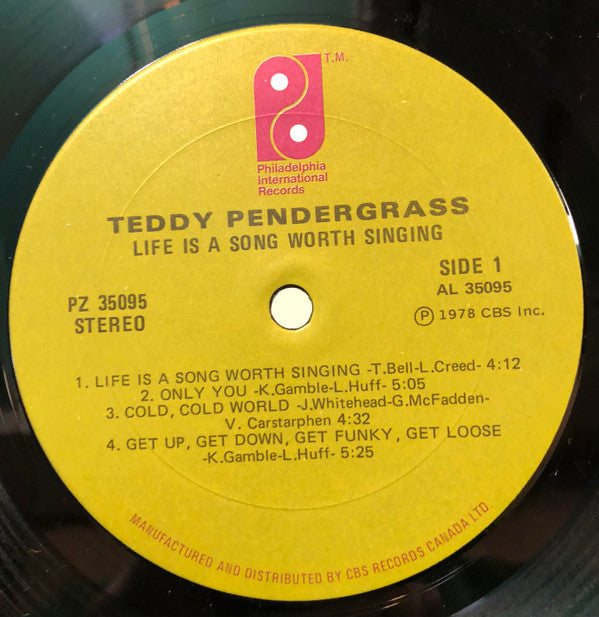 T.M.
Philadelphia
International
Records
TEDDY PENDERGRASS
LIFE IS A SONG WORTH SINGING
PZ 35095
STEREO
SIDE 1
AL 35095
Ⓟ 1978 CBS Inc.
1. LIFE IS A SONG WORTH SINGING -T.Bell-L.Creed- 4:12
2. ONLY YOU -K.Gamble-L.Huff- 5:05
3. COLD, COLD WORLD -J.Whitehead-G.McFadden-
V. Carstarphen 4:32
4. GET UP, GET DOWN, GET FUNKY, GET LOOSE
-K.Gamble-L.Huff- 5:25
MANUFACTURED AND DISTRIBUTED BY CBS RECORDS CANADA LTD.